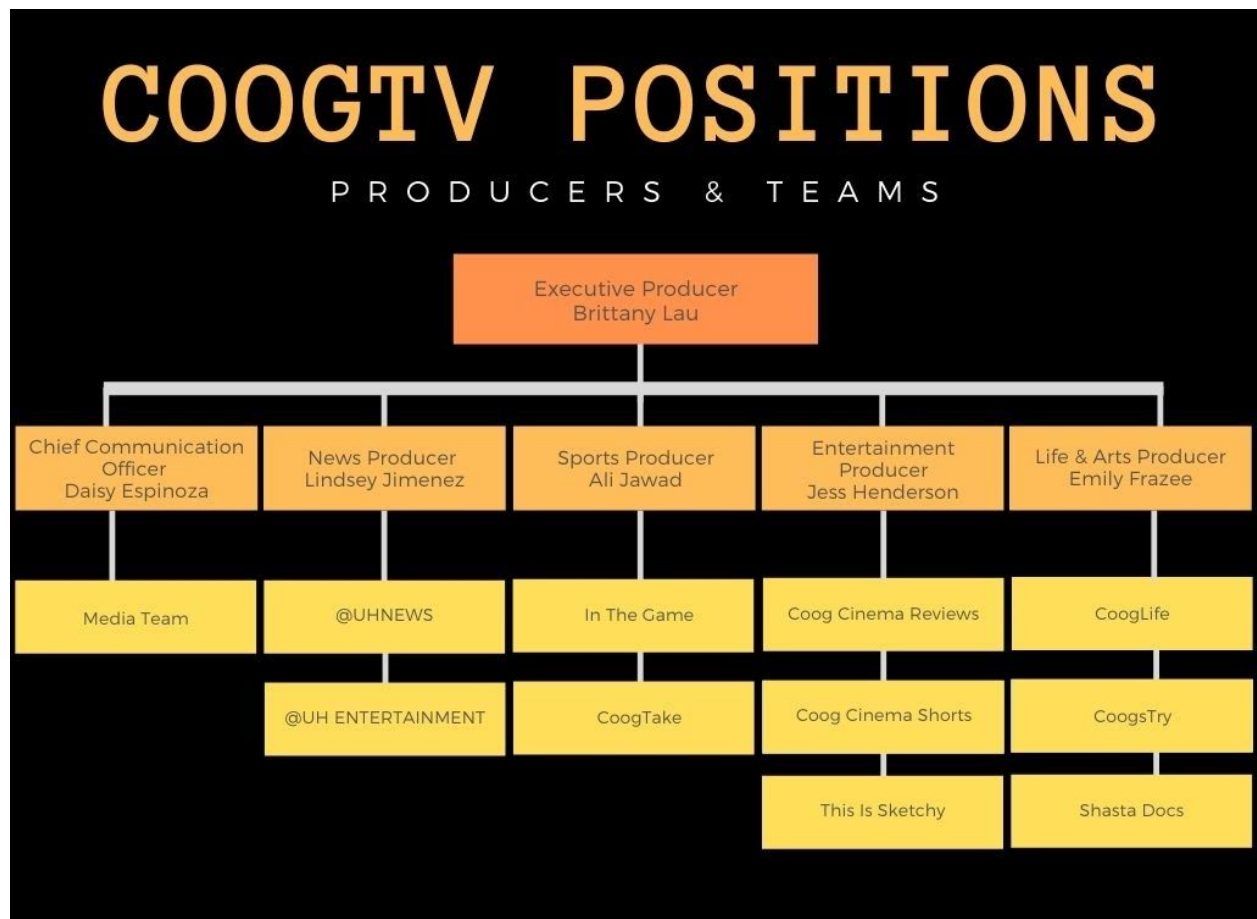 COOGTV POSITIONS
PRODUCERS & TEAMS
Executive Producer
Brittany Lau
Chief Communication
Officer
Daisy Espinoza
News Producer
Lindsey Jimenez
Sports Producer
Ali Jawad
Entertainment
Producer
Jess Henderson
Life & Arts Producer
Emily Frazee
Media Team
@UHNEWS
In The Game
Coog Cinema Reviews
CoogLife
@UH ENTERTAINMENT
CoogTake
Coog Cinema Shorts
CoogsTry
This Is Sketchy
Shasta Docs